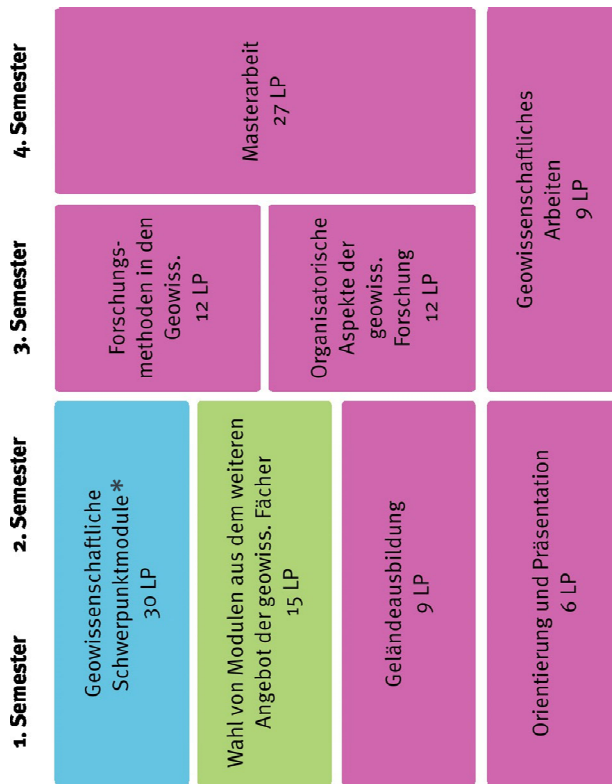 1. Semester
2. Semester
3. Semester
4. Semester
Geowissenschaftliche
Schwerpunktmodule*
30 LP
Wahl von Modulen aus dem weiteren
Angebot der geowiss. Fächer
15 LP
Geländeausbildung
9 LP
Orientierung und Präsentation
6 LP
Forschungs-
methoden in den
Geowiss.
12 LP
Organisatorische
Aspekte der
geowiss.
Forschung
12 LP
Masterarbeit
27 LP
Geowissenschaftliches
Arbeiten
9 LP